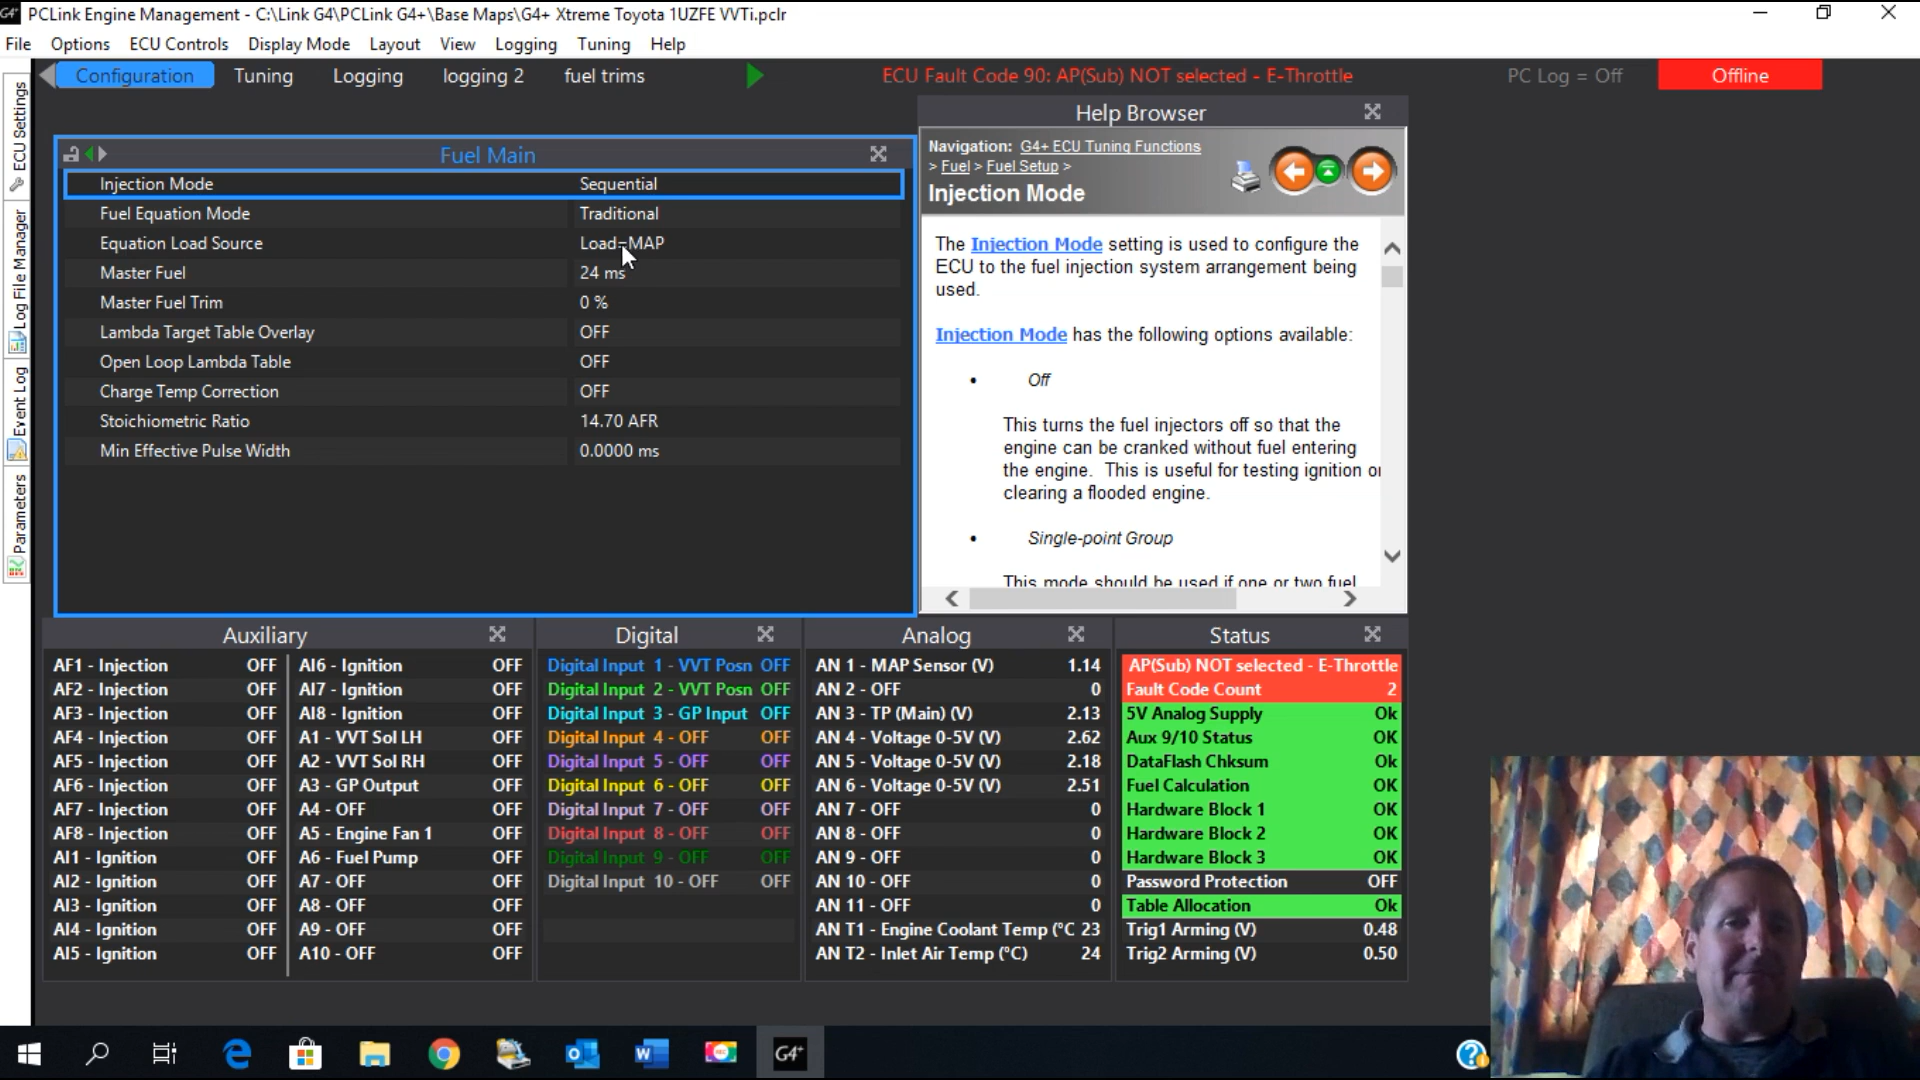 G4+ PCLink Engine Management - C:\Link G4\PCLink G4+\Base Maps\G4+ Xtreme Toyota 1UZFE VVTi.pclr
File Options ECU Controls Display Mode Layout View Logging Tuning Help
Configuration Tuning Logging logging 2 fuel trims ECU Fault Code 90: AP(Sub) NOT selected - E-Throttle PC Log = Off Offline
ECU Settings
Log File Manager
Event Log
Parameters
Fuel Main
Injection Mode Sequential
Fuel Equation Mode Traditional
Equation Load Source Load=MAP
Master Fuel 24 ms
Master Fuel Trim 0 %
Lambda Target Table Overlay OFF
Open Loop Lambda Table OFF
Charge Temp Correction OFF
Stoichiometric Ratio 14.70 AFR
Min Effective Pulse Width 0.0000 ms
Help Browser
Navigation: G4+ ECU Tuning Functions
> Fuel > Fuel Setup >
Injection Mode
The Injection Mode setting is used to configure the
ECU to the fuel injection system arrangement being
used.
Injection Mode has the following options available:
• Off
This turns the fuel injectors off so that the
engine can be cranked without fuel entering
the engine. This is useful for testing ignition or
clearing a flooded engine.
• Single-point Group
This mode should be used if one or two fuel
Auxiliary
AF1 - Injection OFF AI6 - Ignition OFF
AF2 - Injection OFF AI7 - Ignition OFF
AF3 - Injection OFF AI8 - Ignition OFF
AF4 - Injection OFF A1 - VVT Sol LH OFF
AF5 - Injection OFF A2 - VVT Sol RH OFF
AF6 - Injection OFF A3 - GP Output OFF
AF7 - Injection OFF A4 - OFF OFF
AF8 - Injection OFF A5 - Engine Fan 1 OFF
AI1 - Ignition OFF A6 - Fuel Pump OFF
AI2 - Ignition OFF A7 - OFF OFF
AI3 - Ignition OFF A8 - OFF OFF
AI4 - Ignition OFF A9 - OFF OFF
AI5 - Ignition OFF A10 - OFF OFF
Digital
Digital Input 1 - VVT Posn OFF
Digital Input 2 - VVT Posn OFF
Digital Input 3 - GP Input OFF
Digital Input 4 - OFF OFF
Digital Input 5 - OFF OFF
Digital Input 6 - OFF OFF
Digital Input 7 - OFF OFF
Digital Input 8 - OFF OFF
Digital Input 9 - OFF OFF
Digital Input 10 - OFF OFF
Analog
AN 1 - MAP Sensor (V) 1.14
AN 2 - OFF 0
AN 3 - TP (Main) (V) 2.13
AN 4 - Voltage 0-5V (V) 2.62
AN 5 - Voltage 0-5V (V) 2.18
AN 6 - Voltage 0-5V (V) 2.51
AN 7 - OFF 0
AN 8 - OFF 0
AN 9 - OFF 0
AN 10 - OFF 0
AN 11 - OFF 0
AN T1 - Engine Coolant Temp (°C 23
AN T2 - Inlet Air Temp (°C) 24
Status
AP(Sub) NOT selected - E-Throttle
Fault Code Count 2
5V Analog Supply Ok
Aux 9/10 Status OK
DataFlash Chksum Ok
Fuel Calculation OK
Hardware Block 1 OK
Hardware Block 2 OK
Hardware Block 3 OK
Password Protection OFF
Table Allocation Ok
Trig1 Arming (V) 0.48
Trig2 Arming (V) 0.50
G4+